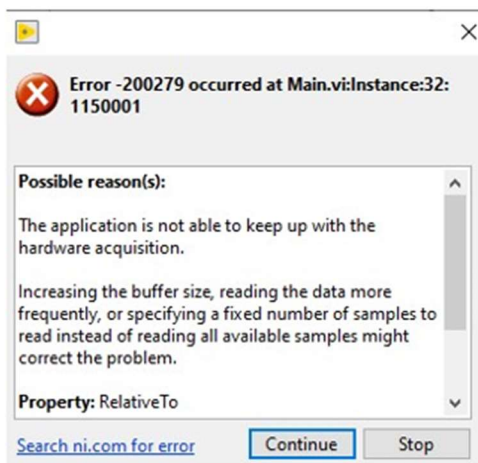 Error -200279 occurred at Main.vi:Instance:32:
1150001
Possible reason(s):
The application is not able to keep up with the
hardware acquisition.
Increasing the buffer size, reading the data more
frequently, or specifying a fixed number of samples to
read instead of reading all available samples might
correct the problem.
Property: RelativeTo
Search ni.com for error
Continue
Stop